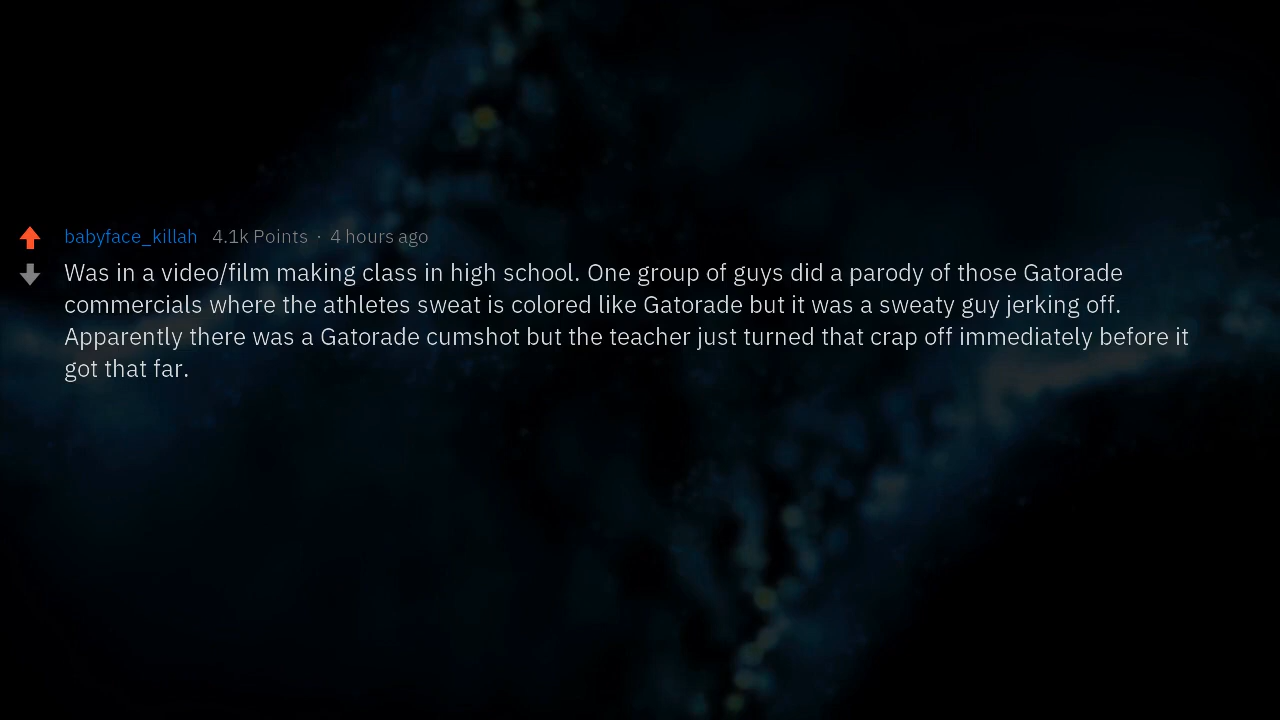 babyface_killah 4.1k Points · 4 hours ago
Was in a video/film making class in high school. One group of guys did a parody of those Gatorade
commercials where the athletes sweat is colored like Gatorade but it was a sweaty guy jerking off.
Apparently there was a Gatorade cumshot but the teacher just turned that crap off immediately before it
got that far.